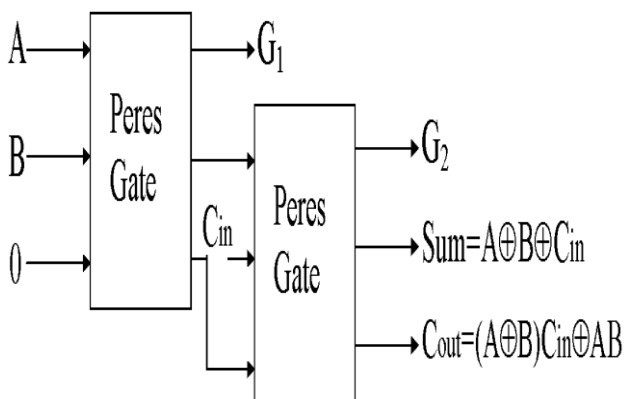 A
B
0
Peres
Gate
G₁
Cin
Peres
Gate
G₂
Sum=A⊕B⊕Cin
Cout=(A⊕B)Cin⊕AB